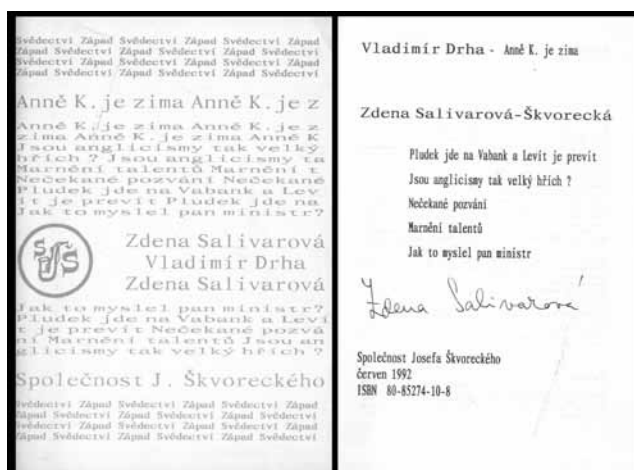 Svědectví Západ Svědectví Západ Svědectví Západ
Západ Svědectví Západ Svědectví Západ Svědectví
Svědectví Západ Svědectví Západ Svědectví Západ
Západ Svědectví Západ Svědectví Západ Svědectví
Anně K. je zima Anně K. je z
Anně K. je zima Anně K. je
zima Anně K. je zima Anně K
Jsou anglicismy tak velký
hřích ? Jsou anglicismy ta
Marnění talentů Marnění t
Nečekané pozvání Nečekané
Pludek jde na Vabank a Lev
ít je previt Pludek jde na
Jak to myslel pan ministr?
SJŠ
Zdena Salivarová
Vladimír Drha
Zdena Salivarová
Jak to myslel pan ministr?
Pludek jde na Vabank a Leví
t je previt Nečekané pozvá
ní Marnění talentů Jsou an
glicismy tak velký hřích ?
Společnost J. Škvoreckého
Svědectví Západ Svědectví Západ Svědectví Západ
Západ Svědectví Západ Svědectví Západ Svědectví
Svědectví Západ Svědectví Západ Svědectví Západ
Západ Svědectví Západ Svědectví Západ Svědectví
Vladimír Drha - Anně K. je zima
Zdena Salivarová-Škvorecká
Pludek jde na Vabank a Levit je previt
Jsou anglicismy tak velký hřích ?
Nečekané pozvání
Marnění talentů
Jak to myslel pan ministr
Zdena Salivarová
Společnost Josefa Škvoreckého
červen 1992
ISBN 80-85274-10-8